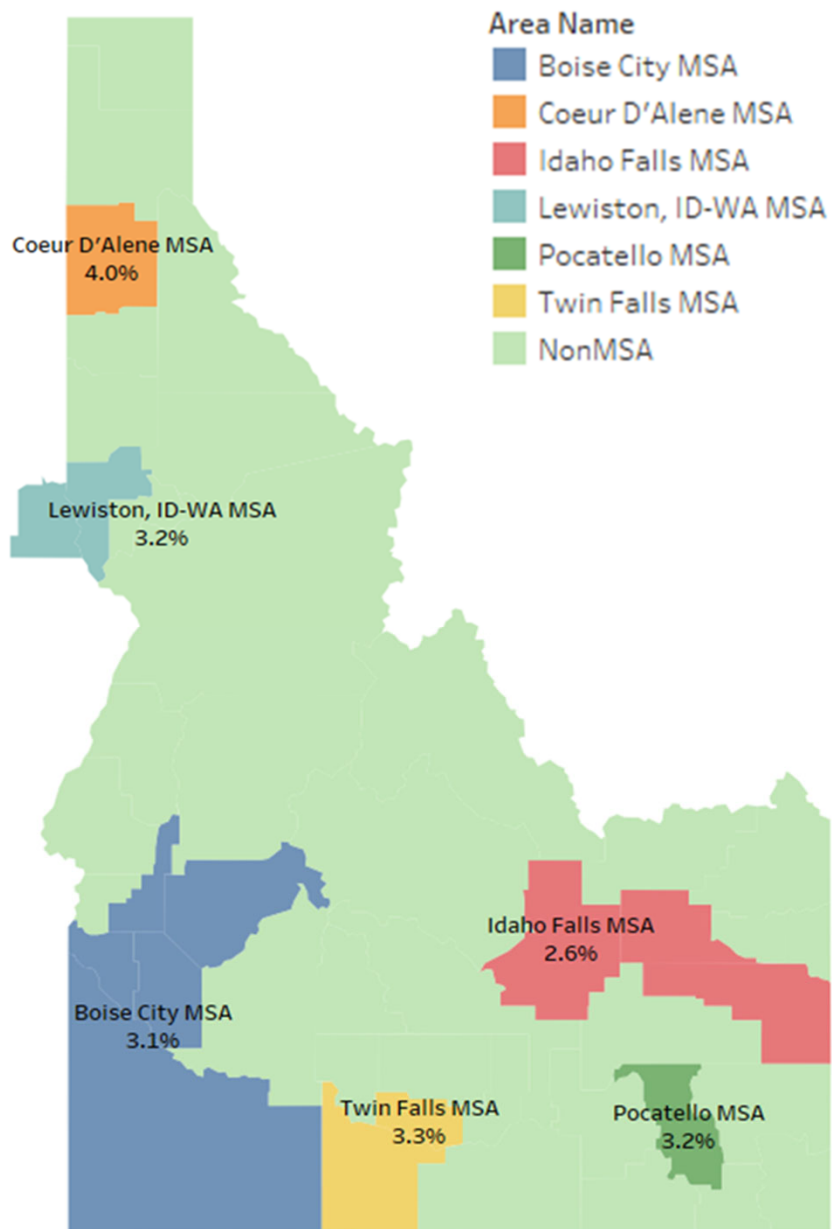 Area Name
Boise City MSA
Coeur D'Alene MSA
Idaho Falls MSA
Lewiston, ID-WA MSA
Pocatello MSA
Twin Falls MSA
NonMSA
Coeur D'Alene MSA
4.0%
Lewiston, ID-WA MSA
3.2%
Idaho Falls MSA
2.6%
Boise City MSA
3.1%
Twin Falls MSA
3.3%
Pocatello MSA
3.2%